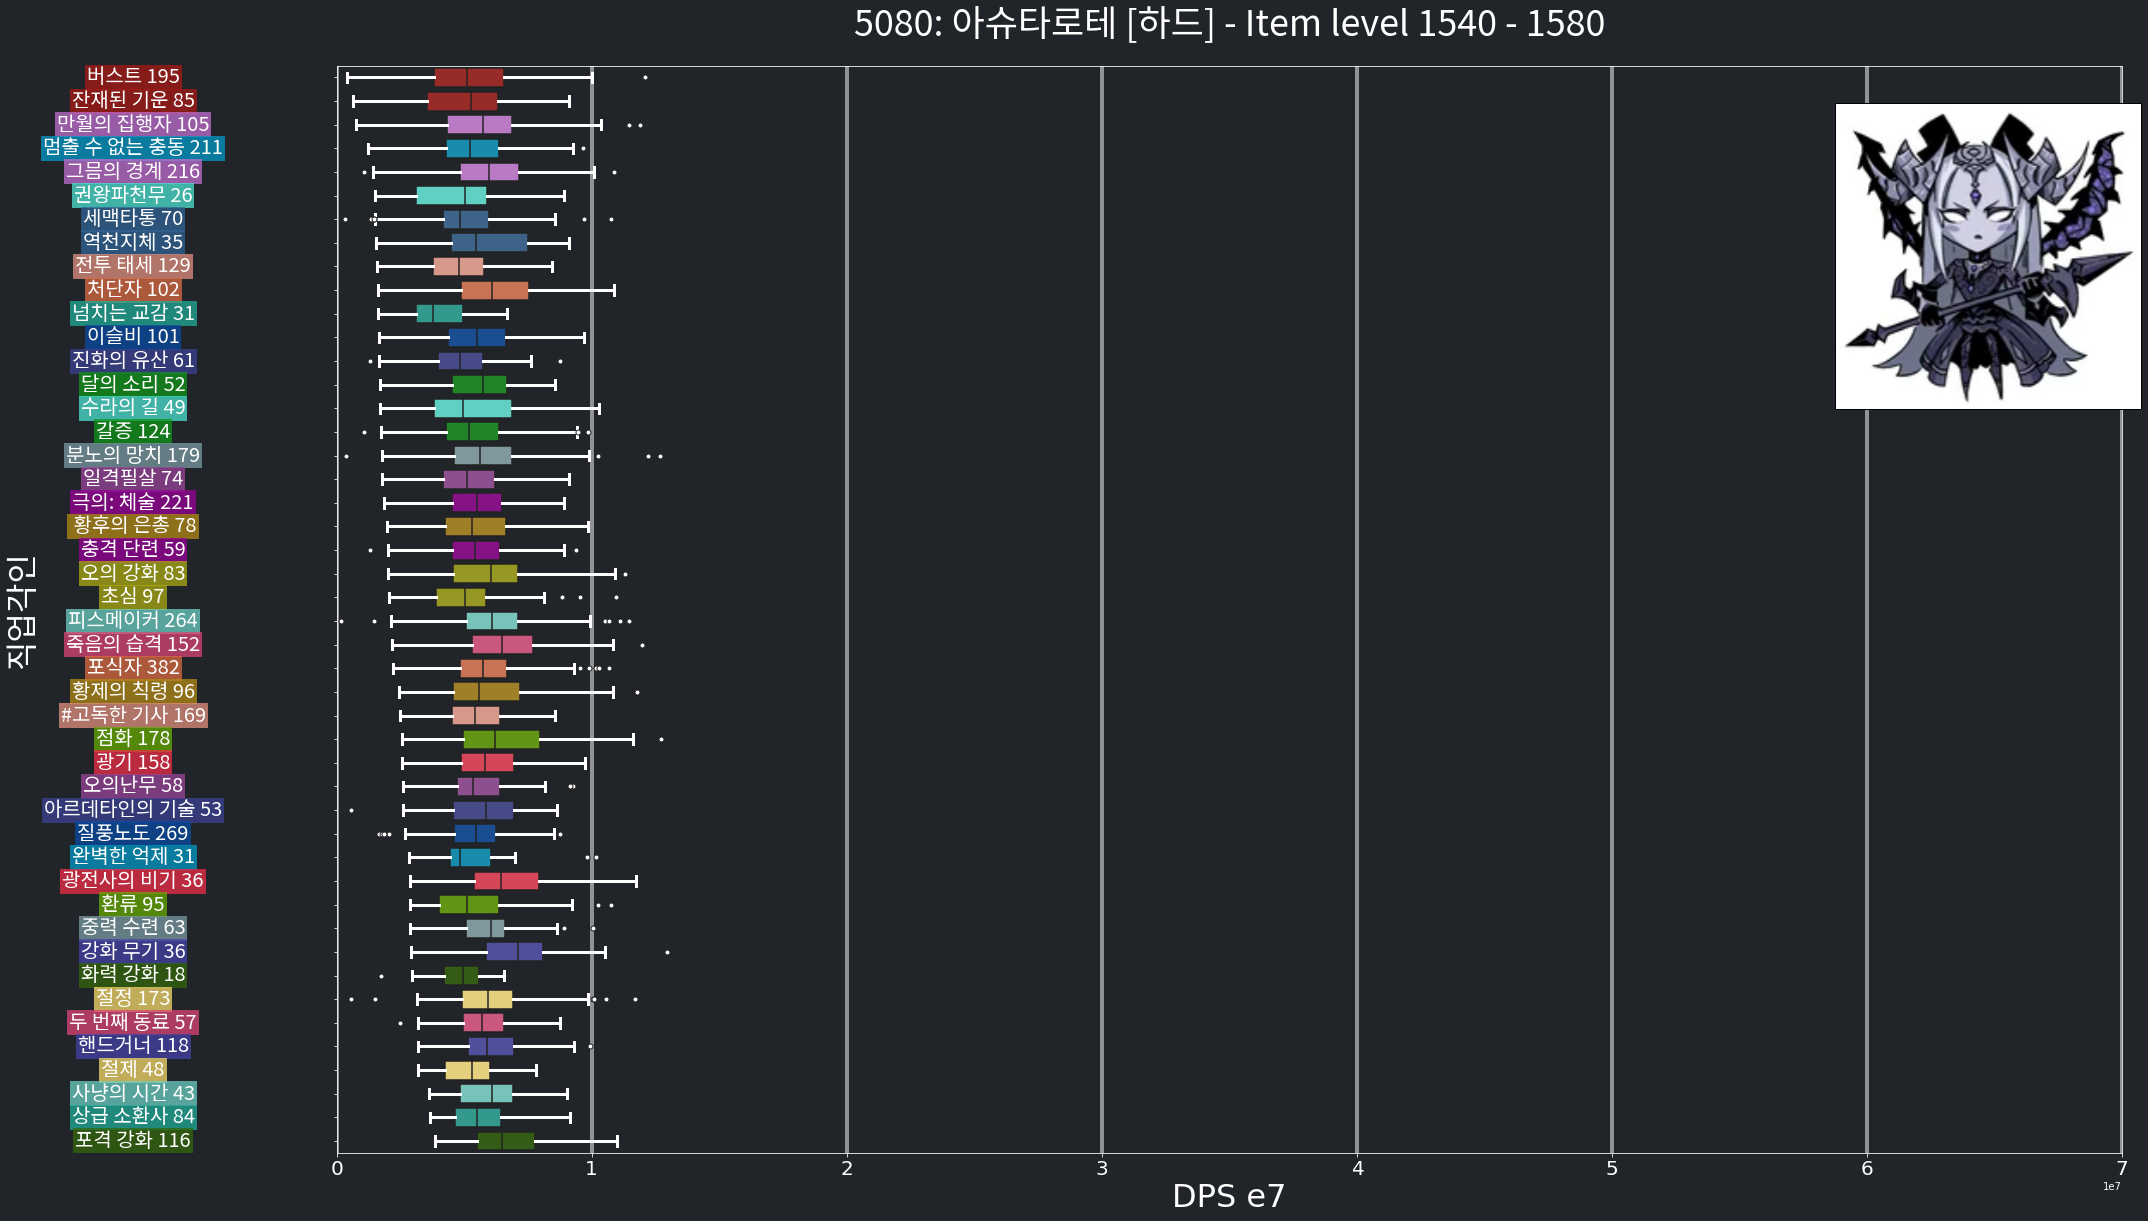 5080: 아슈타로테 [하드] - Item level 1540 - 1580
버스트 195
잔재된 기운 85
만월의 집행자 105
멈출 수 없는 충동 211
그믐의 경계 216
권왕파천무 26
세맥타통 70
역천지체 35
전투 태세 129
처단자 102
넘치는 교감 31
이슬비 101
진화의 유산 61
달의 소리 52
수라의 길 49
갈증 124
분노의 망치 179
일격필살 74
극의: 체술 221
황후의 은총 78
충격 단련 59
오의 강화 83
초심 97
피스메이커 264
죽음의 습격 152
포식자 382
황제의 칙령 96
#고독한 기사 169
점화 178
광기 158
오의난무 58
아르데타인의 기술 53
질풍노도 269
완벽한 억제 31
광전사의 비기 36
환류 95
중력 수련 63
강화 무기 36
화력 강화 18
절정 173
두 번째 동료 57
핸드거너 118
절제 48
사냥의 시간 43
상급 소환사 84
포격 강화 116
직업각인
0 1 2 3 4 5 6 7
1e7
DPS e7